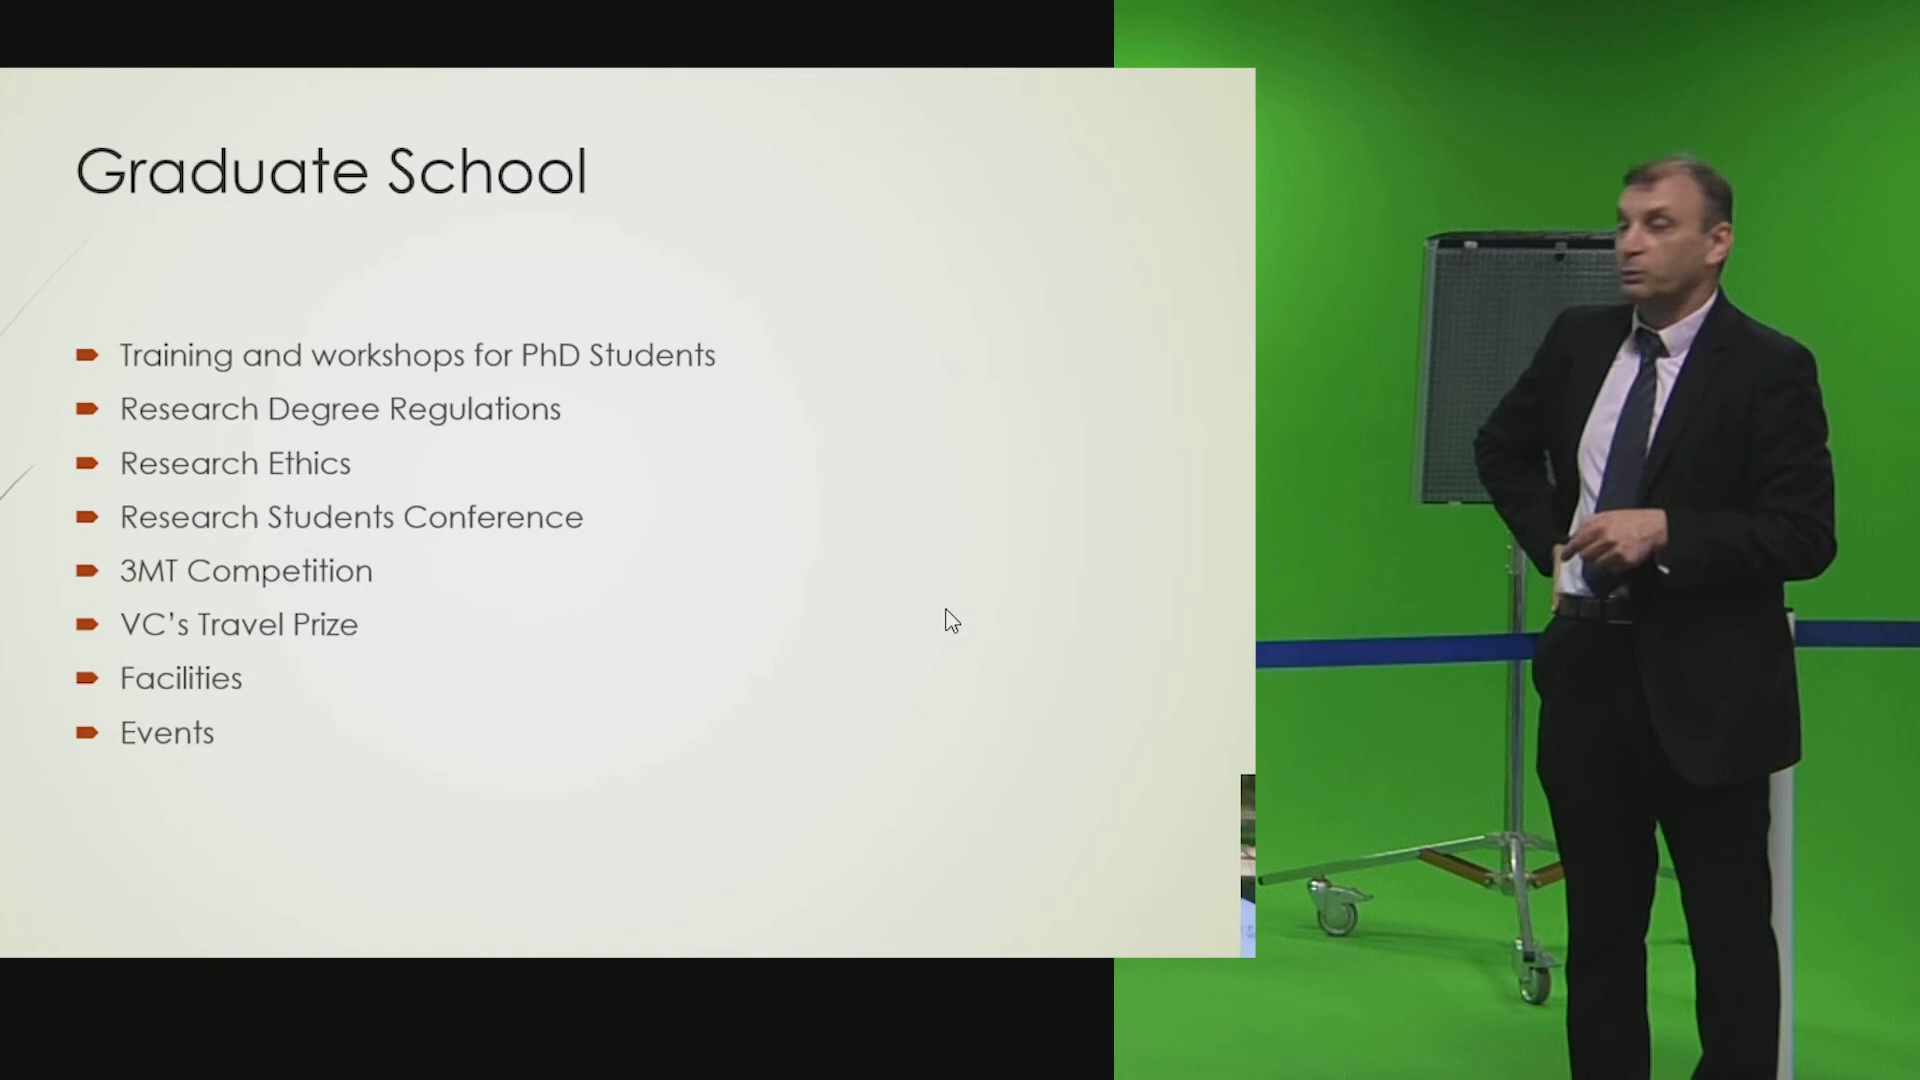 Graduate School
Training and workshops for PhD Students
Research Degree Regulations
Research Ethics
Research Students Conference
3MT Competition
VC's Travel Prize
Facilities
Events